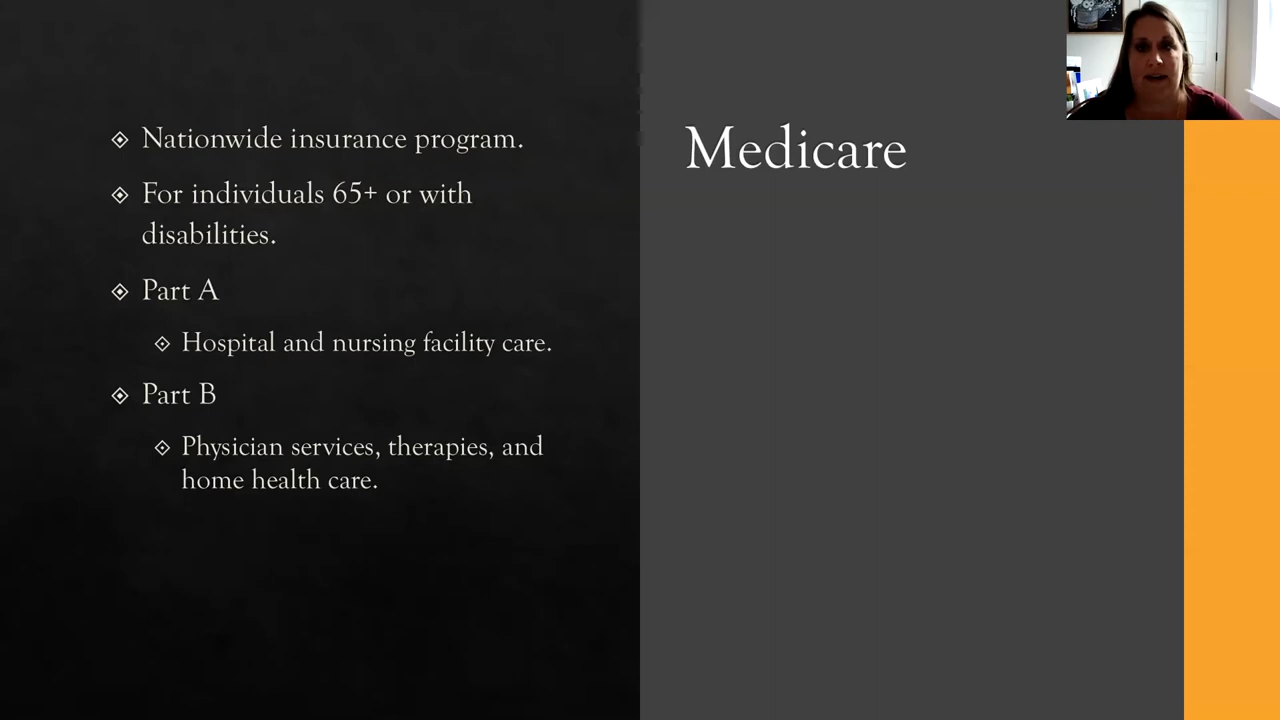 Medicare
Nationwide insurance program.
For individuals 65+ or with
disabilities.
Part A
Hospital and nursing facility care.
Part B
Physician services, therapies, and
home health care.